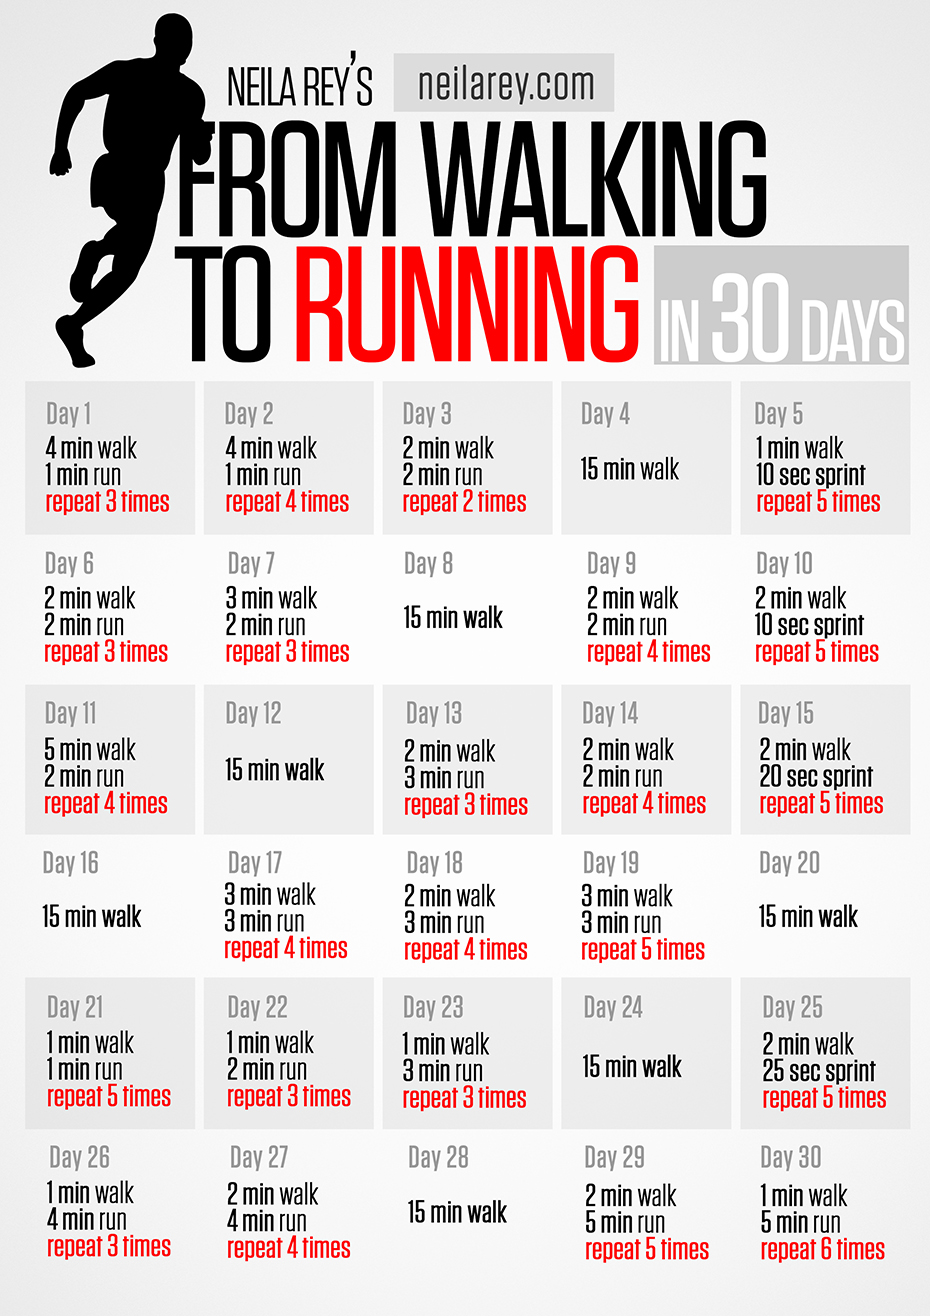 NEILA REY'S
neilarey.com
FROM WALKING
TO RUNNING
IN 30 DAYS
Day 1
4 min walk
1 min run
repeat 3 times
Day 2
4 min walk
1 min run
repeat 4 times
Day 3
2 min walk
2 min run
repeat 2 times
Day 4
15 min walk
Day 5
1 min walk
10 sec sprint
repeat 5 times
Day 6
2 min walk
2 min run
repeat 3 times
Day 7
3 min walk
2 min run
repeat 3 times
Day 8
15 min walk
Day 9
2 min walk
2 min run
repeat 4 times
Day 10
2 min walk
10 sec sprint
repeat 5 times
Day 11
5 min walk
2 min run
repeat 4 times
Day 12
15 min walk
Day 13
2 min walk
3 min run
repeat 3 times
Day 14
2 min walk
2 min run
repeat 4 times
Day 15
2 min walk
20 sec sprint
repeat 5 times
Day 16
15 min walk
Day 17
3 min walk
3 min run
repeat 4 times
Day 18
2 min walk
3 min run
repeat 4 times
Day 19
3 min walk
3 min run
repeat 5 times
Day 20
15 min walk
Day 21
1 min walk
1 min run
repeat 5 times
Day 22
1 min walk
2 min run
repeat 3 times
Day 23
1 min walk
3 min run
repeat 3 times
Day 24
15 min walk
Day 25
2 min walk
25 sec sprint
repeat 5 times
Day 26
1 min walk
4 min run
repeat 3 times
Day 27
2 min walk
4 min run
repeat 4 times
Day 28
15 min walk
Day 29
2 min walk
5 min run
repeat 5 times
Day 30
1 min walk
5 min run
repeat 6 times